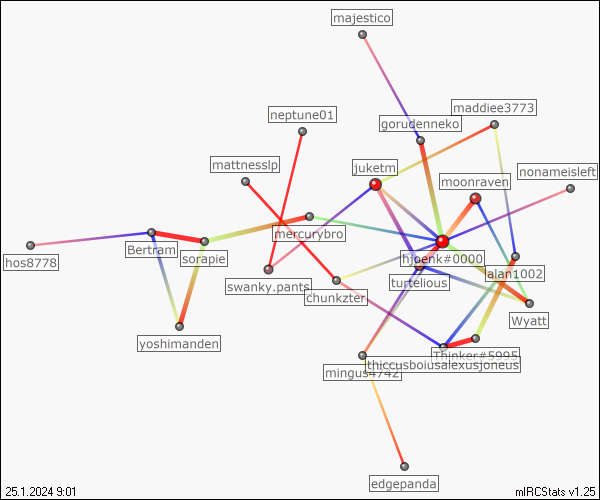 majestico
neptune01
maddiee3773
gorudenneko
mattnesslp
juketm
nonameisleft
moonraven
mercurybro
hos8778
Bertram
sorapie
hjoenk#0000
alan1002
swanky.pants
turtelious
chunkzter
Wyatt
yoshimanden
Thinker#5995
thiccusboiusalexusjoneus
mingus4742
edgepanda
25.1.2024 9:01
mIRCStats v1.25